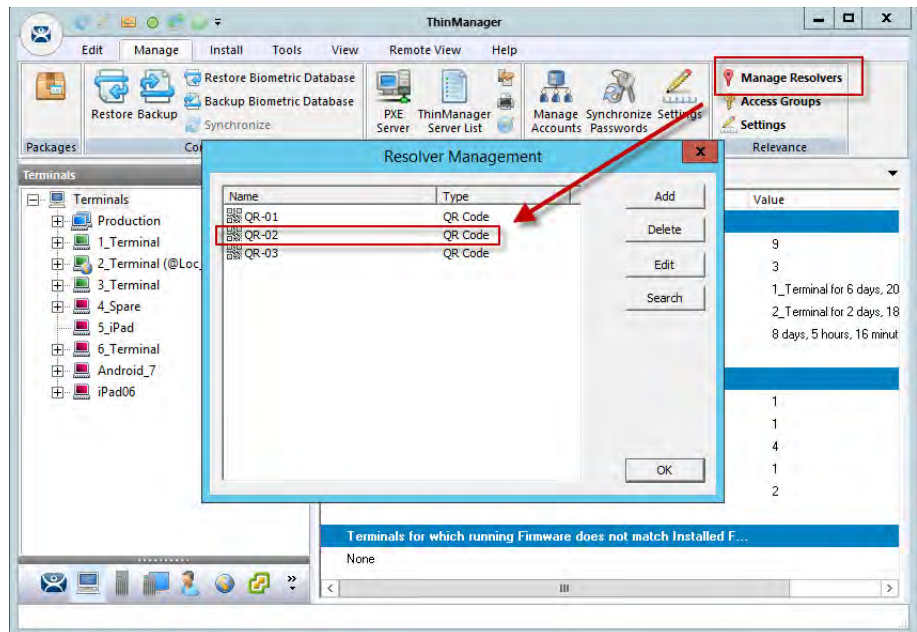 ThinManager
Edit Manage Install Tools View Remote View Help
Restore Biometric Database
Backup Biometric Database
Synchronize
Restore Backup
PXE Server
ThinManager Server List
Manage Accounts
Synchronize Passwords
Settings
Manage Resolvers
Access Groups
Settings
Packages
Co
Relevance
Resolver Management
Terminals
Name Type
Add
Value
Terminals
QR-01 QR Code
Production
QR-02 QR Code
Delete
1_Terminal
QR-03 QR Code
9
2_Terminal (@Loc_
Edit
3
3_Terminal
1_Terminal for 6 days, 20
4_Spare
Search
2_Terminal for 2 days, 18
5_iPad
8 days, 5 hours, 16 minut
6_Terminal
Android_7
iPad06
1
1
4
OK
1
2
Terminals for which running Firmware does not match Installed F...
None